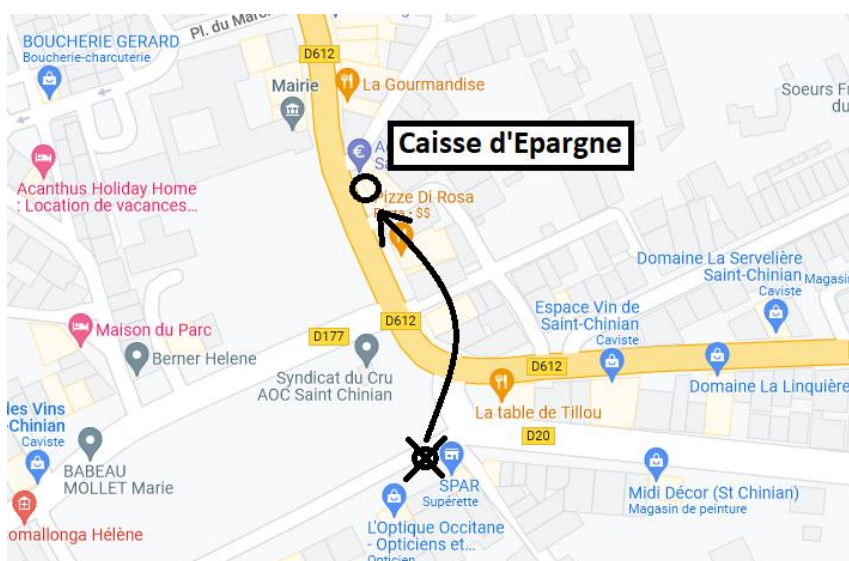 BOUCHERIE GERARD
Boucherie-charcuterie
Pl. du Marc
D612
La Gourmandise
Mairie
Soeurs Fr
du
Caisse d'Epargne
Acanthus Holiday Home
: Location de vacances...
Pizze Di Rosa
Domaine La Servelière
Saint-Chinian
Magasin
Caviste
Espace Vin de
Saint-Chinian
Caviste
Maison du Parc
D177
D612
Berner Helene
Syndicat du Cru
AOC Saint Chinian
D612
Domaine La Linquière
La table de Tillou
les Vins
-Chinian
Caviste
D20
BABEAU
MOLLET Marie
SPAR
Supérette
Midi Décor (St Chinian)
Magasin de peinture
omallonga Hélène
L'Optique Occitane
- Opticiens et...
Opticien